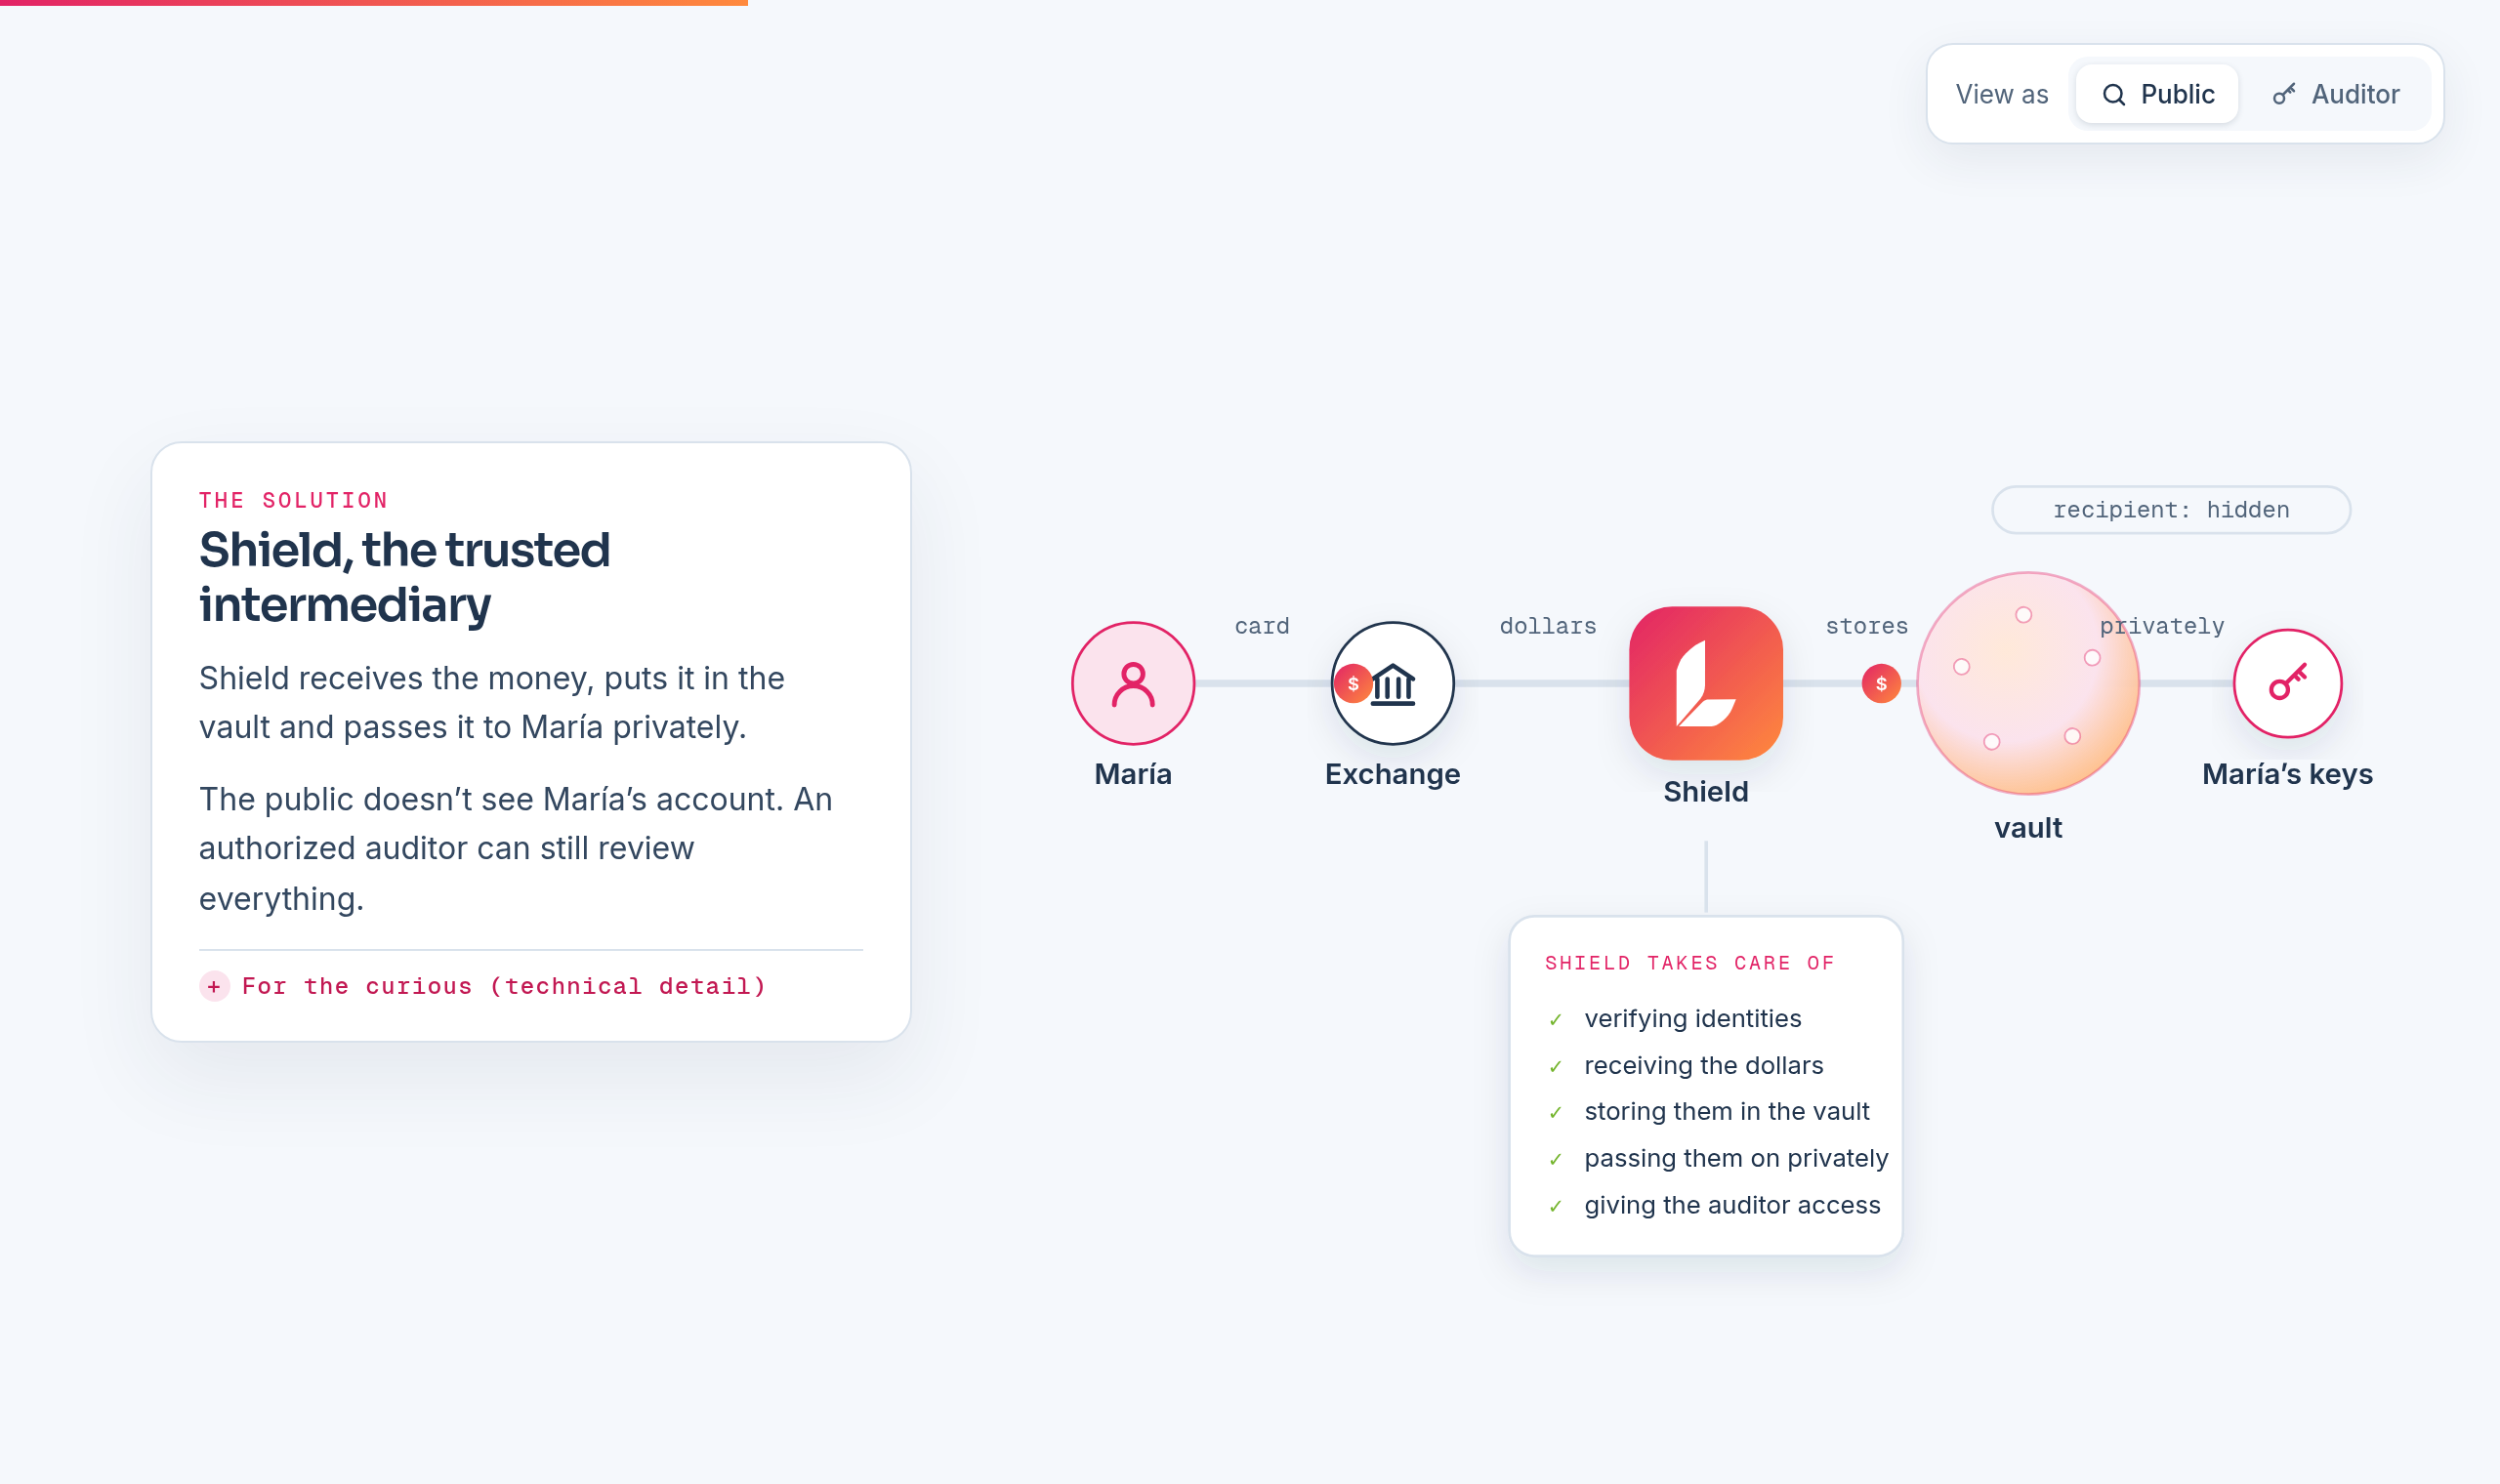 View as
Public
Auditor
THE SOLUTION
Shield, the trusted
intermediary
Shield receives the money, puts it in the
vault and passes it to María privately.
The public doesn’t see María’s account. An
authorized auditor can still review
everything.
+ For the curious (technical detail)
recipient: hidden
card
dollars
stores
privately
$
$
María
Exchange
Shield
vault
María’s keys
SHIELD TAKES CARE OF
✓ verifying identities
✓ receiving the dollars
✓ storing them in the vault
✓ passing them on privately
✓ giving the auditor access